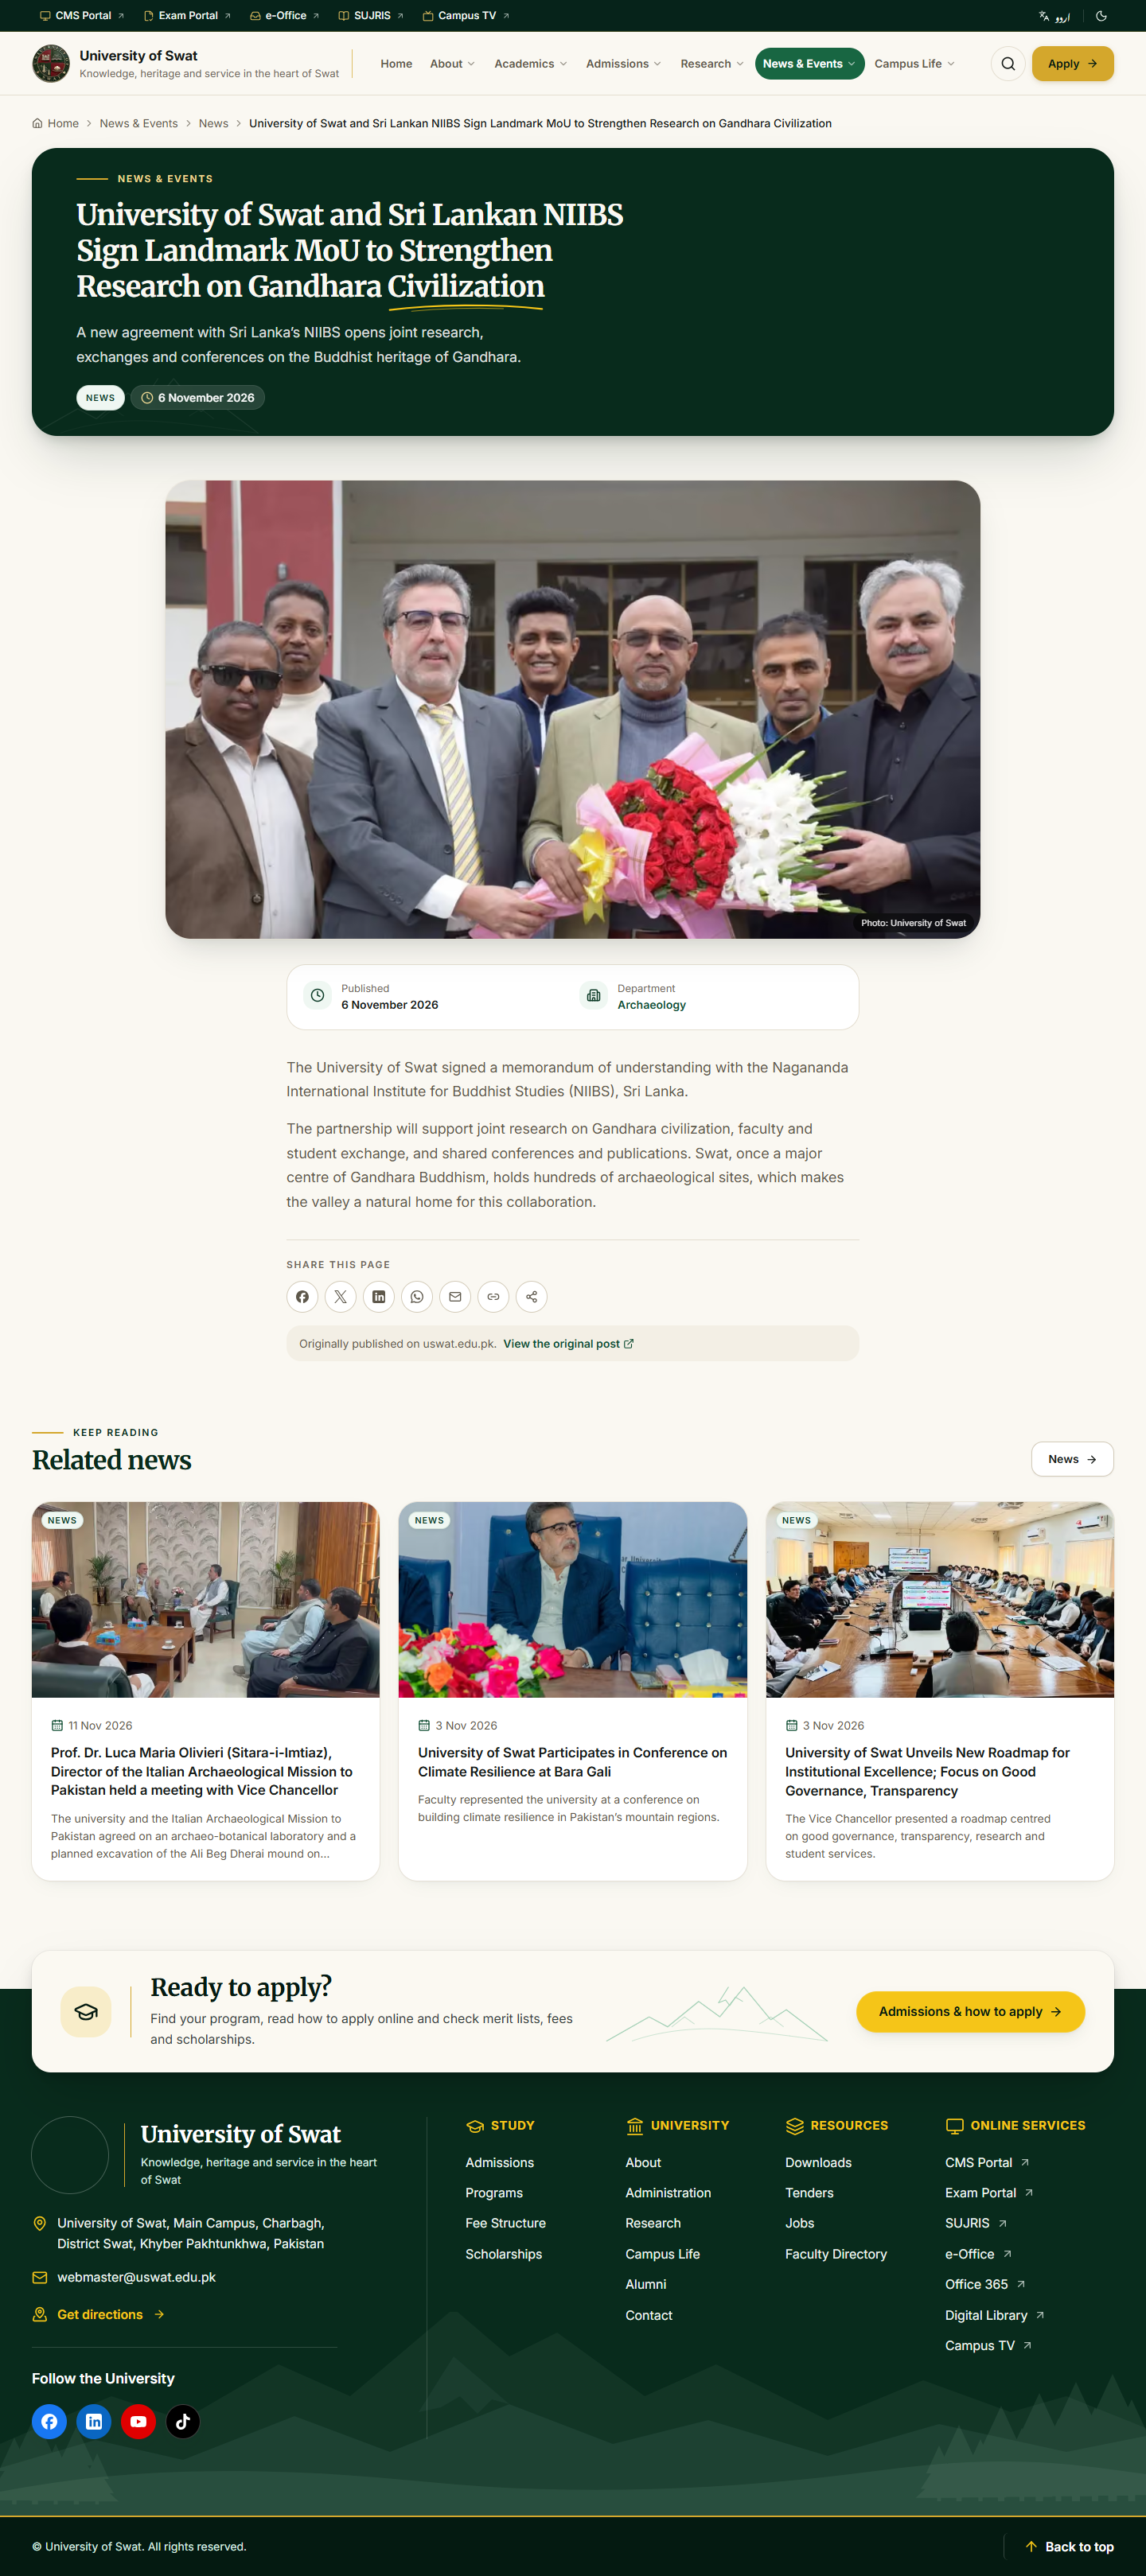 CMS Portal
Exam Portal
e-Office
SUJRIS
Campus TV
اردو
University of Swat
Knowledge, heritage and service in the heart of Swat
Home
About
Academics
Admissions
Research
News & Events
Campus Life
Apply
Home
News & Events
News
University of Swat and Sri Lankan NIIBS Sign Landmark MoU to Strengthen Research on Gandhara Civilization
NEWS & EVENTS
University of Swat and Sri Lankan NIIBS
Sign Landmark MoU to Strengthen
Research on Gandhara Civilization
A new agreement with Sri Lanka’s NIIBS opens joint research,
exchanges and conferences on the Buddhist heritage of Gandhara.
NEWS
6 November 2026
Photo: University of Swat
Published
6 November 2026
Department
Archaeology
The University of Swat signed a memorandum of understanding with the Nagananda
International Institute for Buddhist Studies (NIIBS), Sri Lanka.
The partnership will support joint research on Gandhara civilization, faculty and
student exchange, and shared conferences and publications. Swat, once a major
centre of Gandhara Buddhism, holds hundreds of archaeological sites, which makes
the valley a natural home for this collaboration.
SHARE THIS PAGE
Originally published on uswat.edu.pk. View the original post
KEEP READING
Related news
News
NEWS
11 Nov 2026
Prof. Dr. Luca Maria Olivieri (Sitara-i-Imtiaz),
Director of the Italian Archaeological Mission to
Pakistan held a meeting with Vice Chancellor
The university and the Italian Archaeological Mission to
Pakistan agreed on an archaeo-botanical laboratory and a
planned excavation of the Ali Beg Dherai mound on…
NEWS
3 Nov 2026
University of Swat Participates in Conference on
Climate Resilience at Bara Gali
Faculty represented the university at a conference on
building climate resilience in Pakistan’s mountain regions.
NEWS
3 Nov 2026
University of Swat Unveils New Roadmap for
Institutional Excellence; Focus on Good
Governance, Transparency
The Vice Chancellor presented a roadmap centred
on good governance, transparency, research and
student services.
Ready to apply?
Find your program, read how to apply online and check merit lists, fees
and scholarships.
Admissions & how to apply
University of Swat
Knowledge, heritage and service in the heart
of Swat
University of Swat, Main Campus, Charbagh,
District Swat, Khyber Pakhtunkhwa, Pakistan
webmaster@uswat.edu.pk
Get directions
Follow the University
STUDY
Admissions
Programs
Fee Structure
Scholarships
UNIVERSITY
About
Administration
Research
Campus Life
Alumni
Contact
RESOURCES
Downloads
Tenders
Jobs
Faculty Directory
ONLINE SERVICES
CMS Portal
Exam Portal
SUJRIS
e-Office
Office 365
Digital Library
Campus TV
© University of Swat. All rights reserved.
Back to top